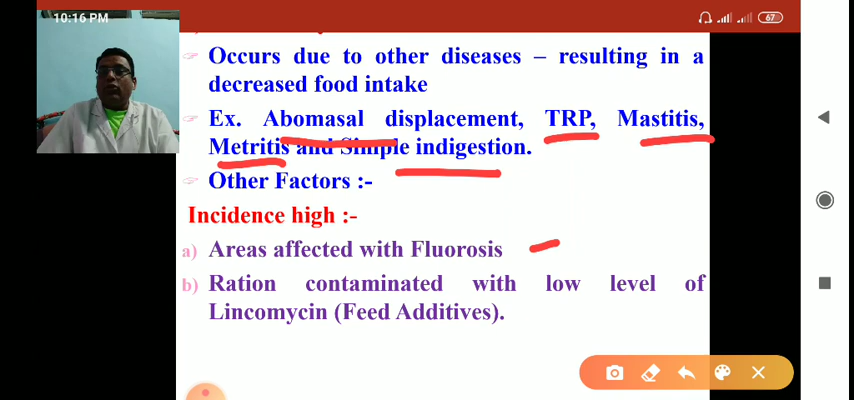 10:16 PM
67
Occurs due to other diseases – resulting in a
decreased food intake
Ex. Abomasal displacement, TRP, Mastitis,
Metritis and Simple indigestion.
Other Factors :-
Incidence high :-
a) Areas affected with Fluorosis
b) Ration contaminated with low level of
Lincomycin (Feed Additives).